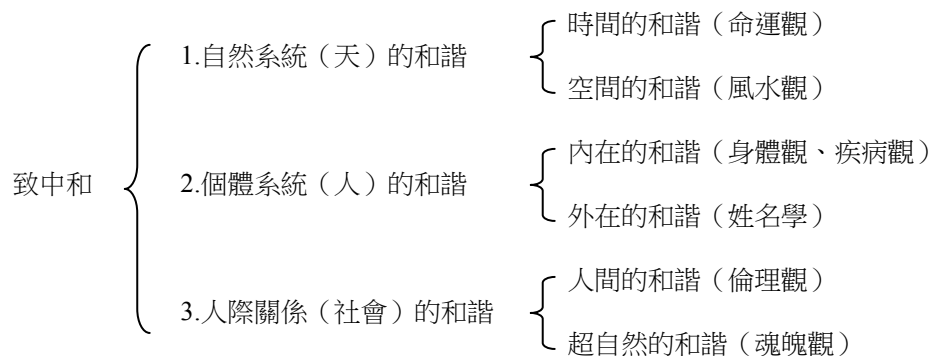 時間的和諧（命運觀）
1.自然系統（天）的和諧
空間的和諧（風水觀）
內在的和諧（身體觀、疾病觀）
致中和
2.個體系統（人）的和諧
外在的和諧（姓名學）
人間的和諧（倫理觀）
3.人際關係（社會）的和諧
超自然的和諧（魂魄觀）